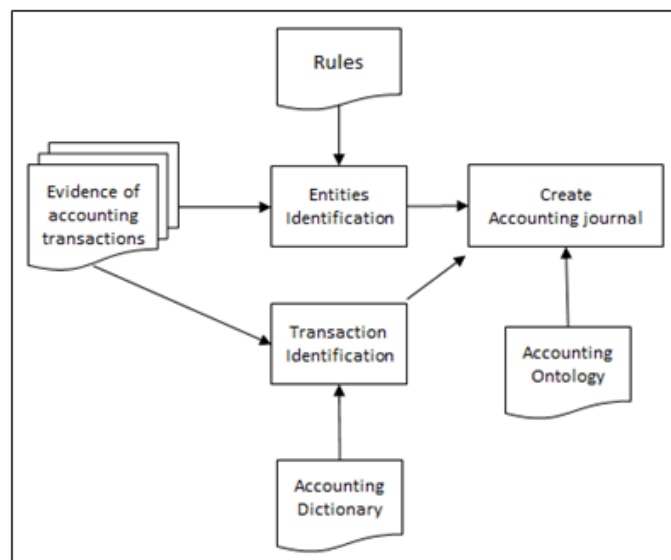 Rules
Evidence of
accounting
transactions
Entities
Identification
Create
Accounting journal
Transaction
Identification
Accounting
Ontology
Accounting
Dictionary